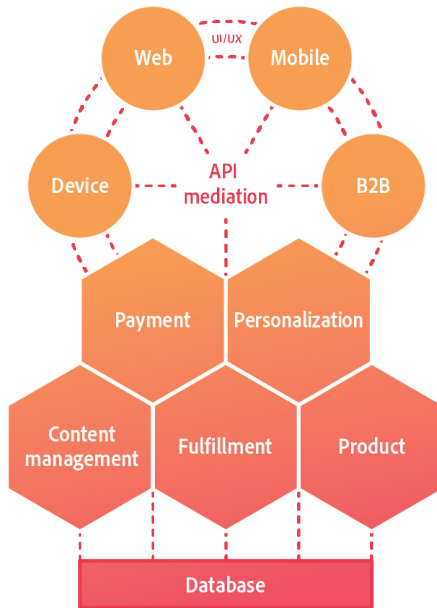 UI/UX
Web
Mobile
API
mediation
Device
B2B
Payment
Personalization
Content
management
Fulfillment
Product
Database